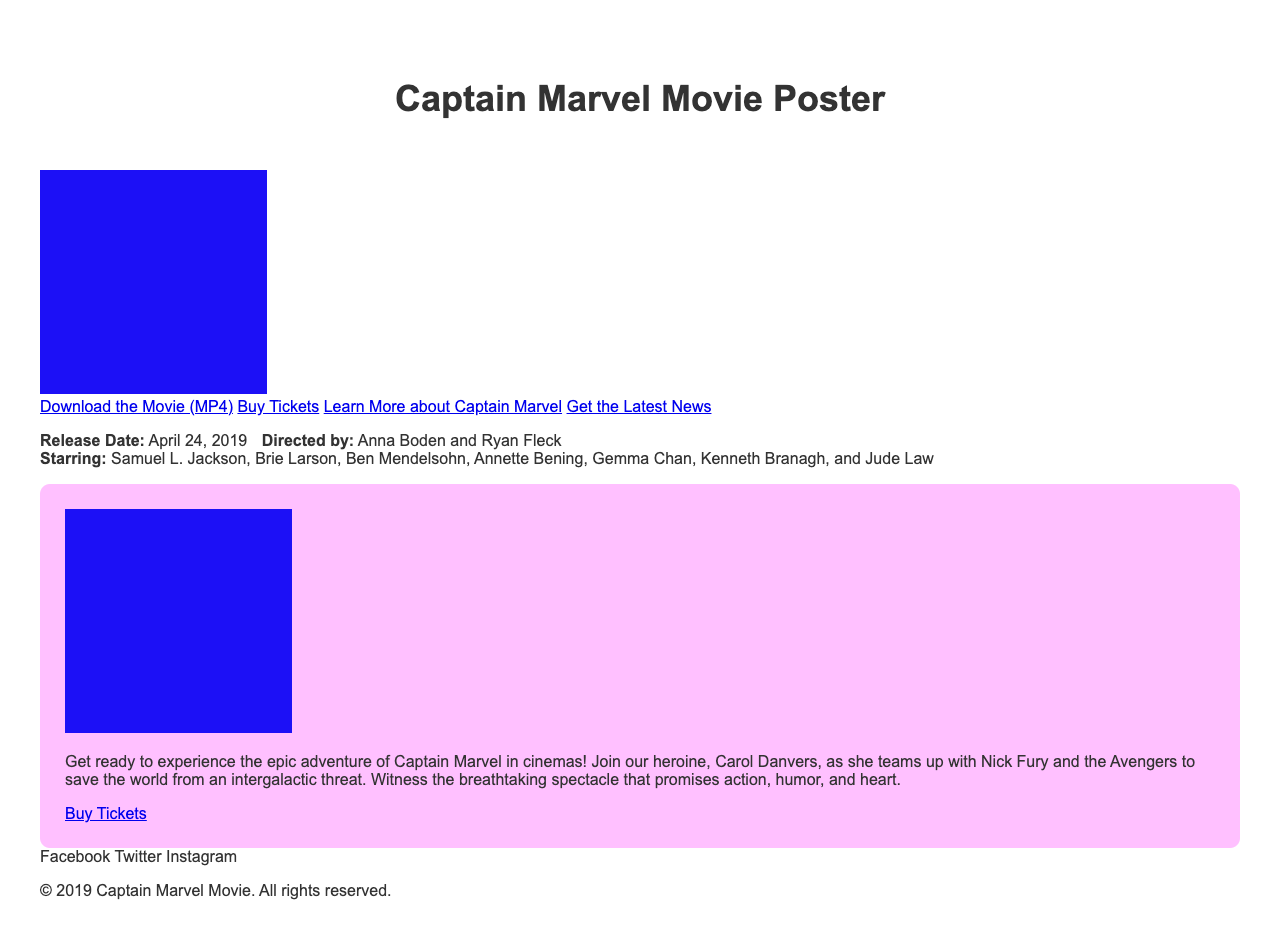 Captain Marvel Movie Poster
Download the Movie (MP4) Buy Tickets Learn More about Captain Marvel Get the Latest News
Release Date: April 24, 2019 Directed by: Anna Boden and Ryan Fleck
Starring: Samuel L. Jackson, Brie Larson, Ben Mendelsohn, Annette Bening, Gemma Chan, Kenneth Branagh, and Jude Law
Get ready to experience the epic adventure of Captain Marvel in cinemas! Join our heroine, Carol Danvers, as she teams up with Nick Fury and the Avengers to
save the world from an intergalactic threat. Witness the breathtaking spectacle that promises action, humor, and heart.
Buy Tickets
Facebook Twitter Instagram
© 2019 Captain Marvel Movie. All rights reserved.